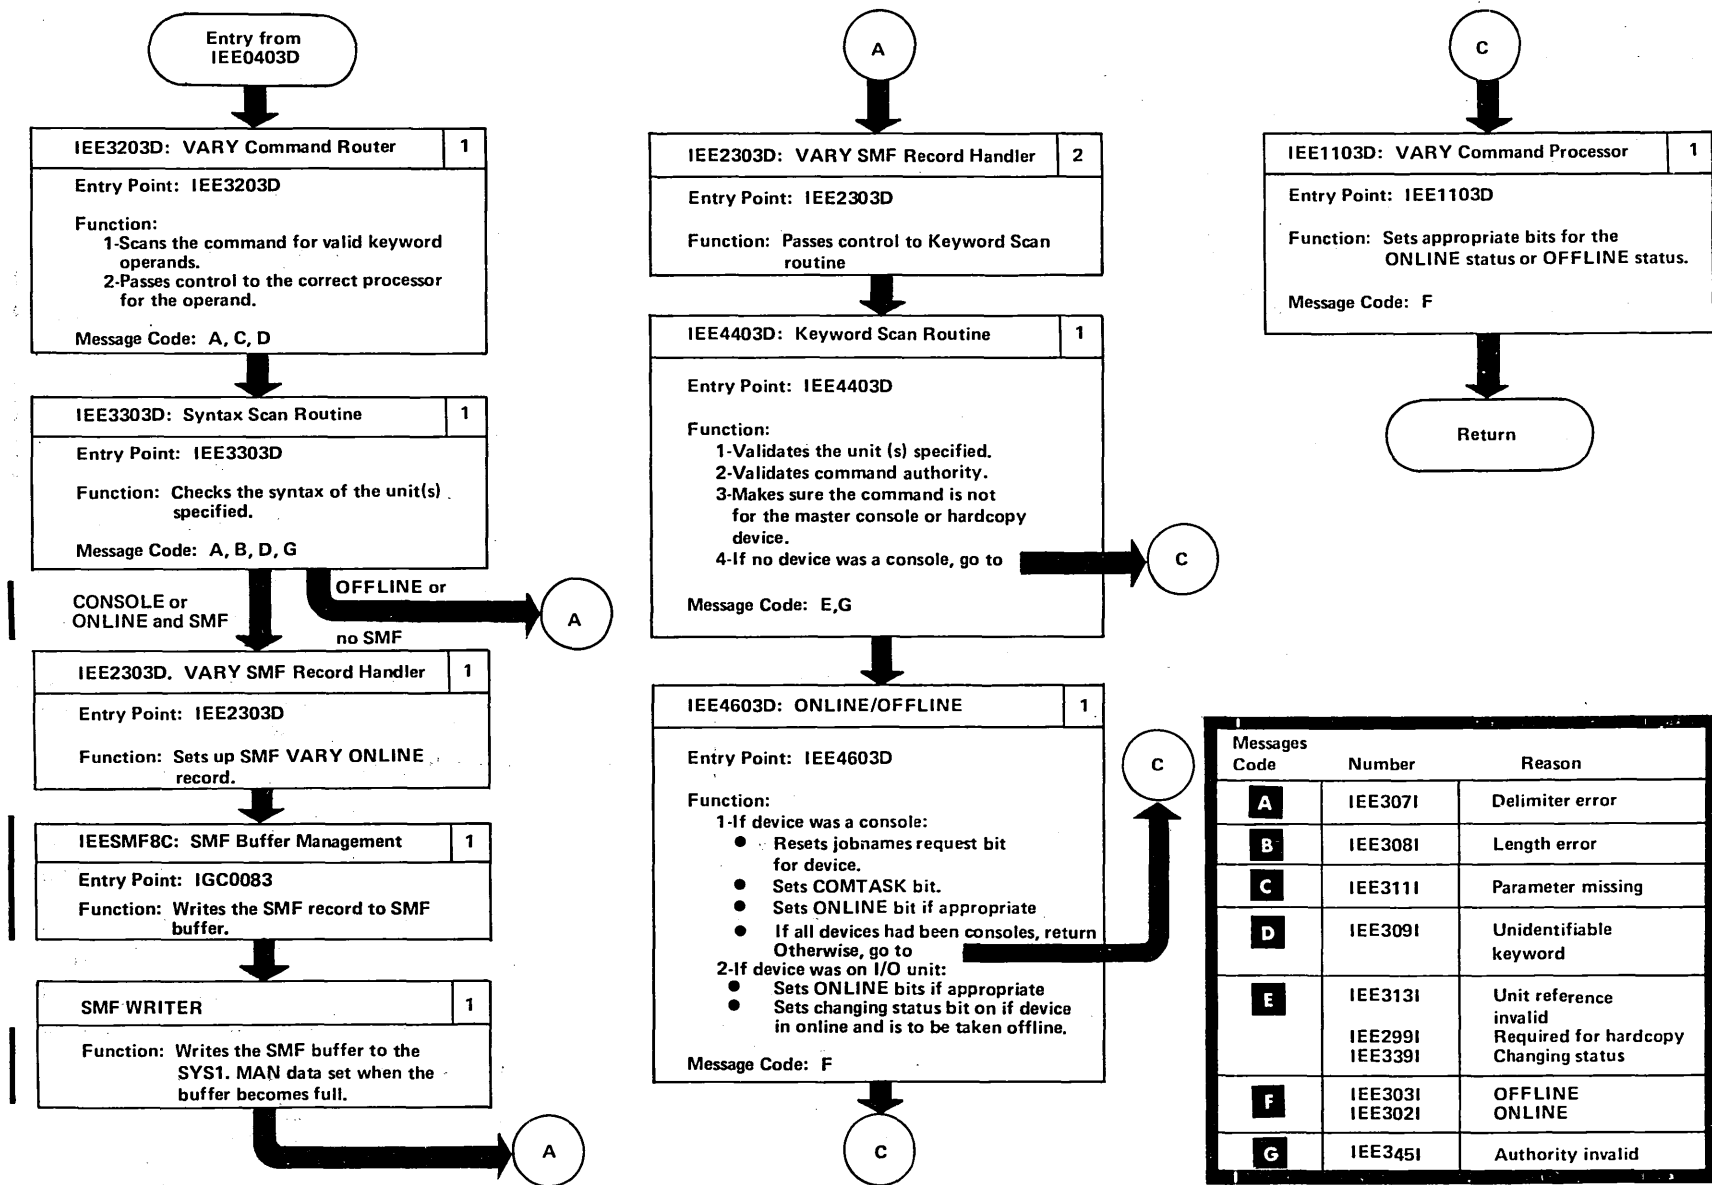 Entry from
IEE0403D
IEE3203D: VARY Command Router 1
Entry Point: IEE3203D
Function:
1-Scans the command for valid keyword
operands.
2-Passes control to the correct processor
for the operand.
Message Code: A, C, D
IEE3303D: Syntax Scan Routine 1
Entry Point: IEE3303D
Function: Checks the syntax of the unit(s)
specified.
Message Code: A, B, D, G
CONSOLE or
ONLINE and SMF
OFFLINE or
no SMF
A
IEE2303D. VARY SMF Record Handler 1
Entry Point: IEE2303D
Function: Sets up SMF VARY ONLINE
record.
IEESMF8C: SMF Buffer Management 1
Entry Point: IGC0083
Function: Writes the SMF record to SMF
buffer.
SMF WRITER 1
Function: Writes the SMF buffer to the
SYS1. MAN data set when the
buffer becomes full.
A
A
IEE2303D: VARY SMF Record Handler 2
Entry Point: IEE2303D
Function: Passes control to Keyword Scan
routine
IEE4403D: Keyword Scan Routine 1
Entry Point: IEE4403D
Function:
1-Validates the unit (s) specified.
2-Validates command authority.
3-Makes sure the command is not
for the master console or hardcopy
device.
4-If no device was a console, go to
C
Message Code: E,G
IEE4603D: ONLINE/OFFLINE 1
Entry Point: IEE4603D
Function:
1-If device was a console:
● Resets jobnames request bit
for device.
● Sets COMTASK bit.
● Sets ONLINE bit if appropriate
● If all devices had been consoles, return
Otherwise, go to
C
2-If device was on I/O unit:
● Sets ONLINE bits if appropriate
● Sets changing status bit on if device
in online and is to be taken offline.
Message Code: F
C
C
IEE1103D: VARY Command Processor 1
Entry Point: IEE1103D
Function: Sets appropriate bits for the
ONLINE status or OFFLINE status.
Message Code: F
Return
Messages
Code Number Reason
A IEE307I Delimiter error
B IEE308I Length error
C IEE311I Parameter missing
D IEE309I Unidentifiable
keyword
E IEE313I Unit reference
invalid
IEE299I Required for hardcopy
IEE339I Changing status
F IEE303I OFFLINE
IEE302I ONLINE
G IEE345I Authority invalid